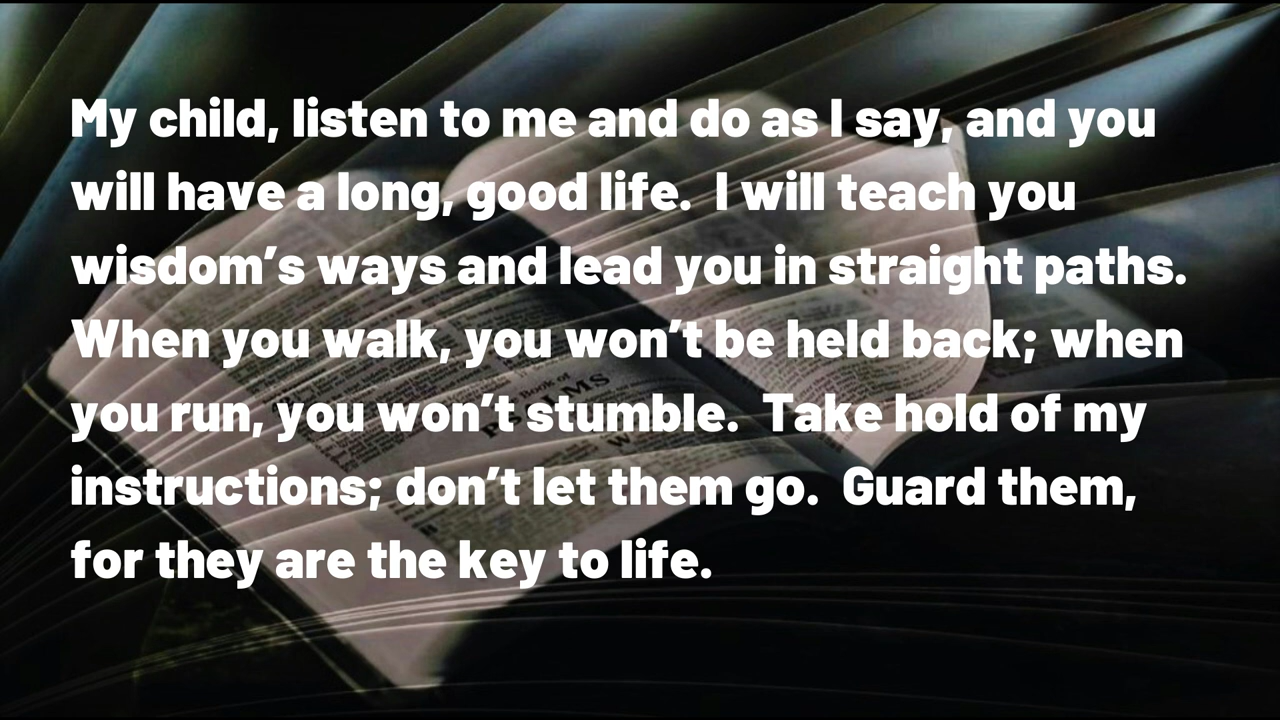 My child, listen to me and do as I say, and you
will have a long, good life.  I will teach you
wisdom’s ways and lead you in straight paths.
When you walk, you won’t be held back; when
you run, you won’t stumble.  Take hold of my
instructions; don’t let them go.  Guard them,
for they are the key to life.
Book of